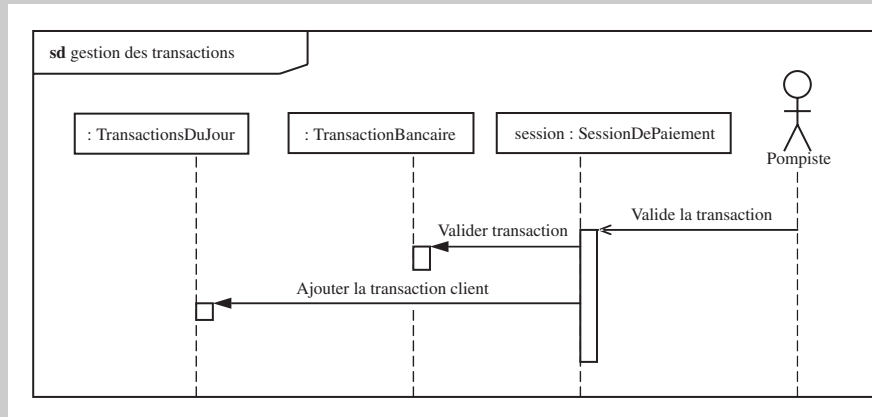 sd gestion des transactions
: TransactionsDuJour
: TransactionBancaire
session : SessionDePaiement
Pompiste
Valide la transaction
Valider transaction
Ajouter la transaction client